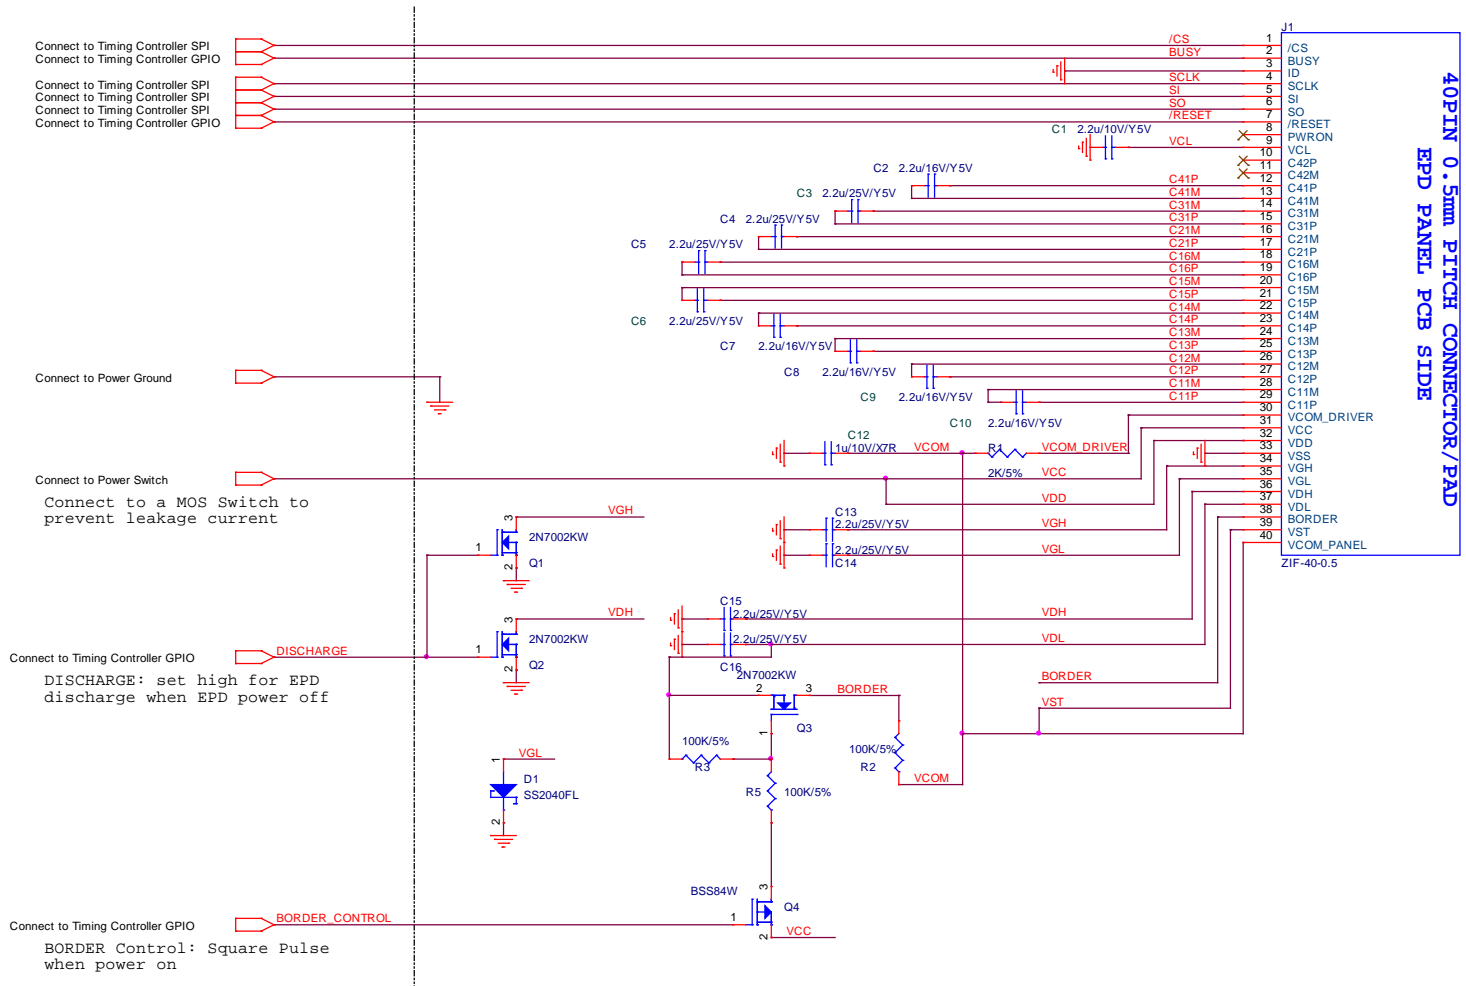 J1
Connect to Timing Controller SPI
/CS
1
/CS
Connect to Timing Controller GPIO
BUSY
2
BUSY
3
ID
Connect to Timing Controller SPI
SCLK
4
SCLK
Connect to Timing Controller SPI
SI
5
SI
Connect to Timing Controller SPI
SO
6
SO
Connect to Timing Controller GPIO
/RESET
7
/RESET
8
PWRON
C1 2.2u/10V/Y5V
VCL
9
VCL
10
C42P
11
C42M
C2 2.2u/16V/Y5V
C41P
12
C41P
C41M
13
C41M
C3 2.2u/25V/Y5V
C31M
14
C31M
C31P
15
C31P
C4 2.2u/25V/Y5V
C21M
16
C21M
C21P
17
C21P
C5 2.2u/25V/Y5V
C16M
18
C16M
C16P
19
C16P
C15M
20
C15M
C15P
21
C15P
C6 2.2u/25V/Y5V
C14M
22
C14M
C14P
23
C14P
C7 2.2u/16V/Y5V
C13M
24
C13M
C13P
25
C13P
C8 2.2u/16V/Y5V
C12M
26
C12M
C12P
27
C12P
C9 2.2u/16V/Y5V
C11M
28
C11M
C11P
29
C11P
C10 2.2u/16V/Y5V
30
VCOM_DRIVER
31
VCC
32
VDD
33
VSS
34
VGH
35
VGL
36
VDH
37
VDL
38
BORDER
39
VST
40
VCOM_PANEL
ZIF-40-0.5
40PIN 0.5mm PITCH CONNECTOR/PAD
EPD PANEL PCB SIDE
Connect to Power Ground
C12
1u/10V/X7R
VCOM
R1
2K/5%
VCOM_DRIVER
VCC
VDD
Connect to Power Switch
Connect to a MOS Switch to
prevent leakage current
VGH
3
2N7002KW
1
2
Q1
C13
2.2u/25V/Y5V
VGH
2.2u/25V/Y5V
C14
VGL
VDH
3
2N7002KW
1
2
Q2
C15
2.2u/25V/Y5V
VDH
2.2u/25V/Y5V
C16
VDL
Connect to Timing Controller GPIO
DISCHARGE
DISCHARGE: set high for EPD
discharge when EPD power off
2N7002KW
2
3
BORDER
1
Q3
BORDER
VST
100K/5%
R3
100K/5%
R2
VCOM
R5
100K/5%
VGL
1
D1
SS2040FL
2
BSS84W
3
1
Q4
2
VCC
Connect to Timing Controller GPIO
BORDER_CONTROL
BORDER Control: Square Pulse
when power on